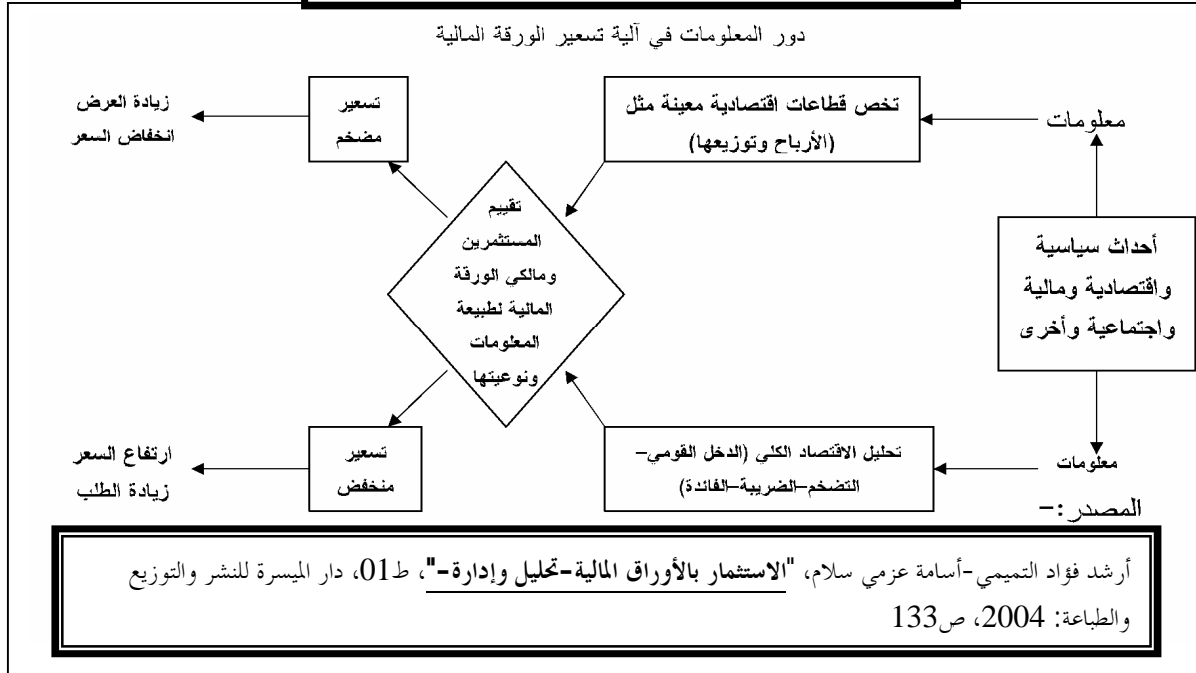 دور المعلومات في آلية تسعير الورقة المالية
معلومات
تخص قطاعات اقتصادية معينة مثل
(الأرباح وتوزيعها)
تسعير
مضخم
زيادة العرض
انخفاض السعر
أحداث سياسية
واقتصادية ومالية
واجتماعية وأخرى
تقييم
المستثمرين
ومالكي الورقة
المالية لطبيعة
المعلومات
ونوعيتها
معلومات
تحليل الاقتصاد الكلي (الدخل القومي–
التضخم–الضريبة–الفائدة)
تسعير
منخفض
ارتفاع السعر
زيادة الطلب
المصدر:–
أرشد فؤاد التميمي-أسامة عزمي سلام، "الاستثمار بالأوراق المالية-تحليل وإدارة-"، ط01، دار الميسرة للنشر والتوزيع
والطباعة: 2004، ص133